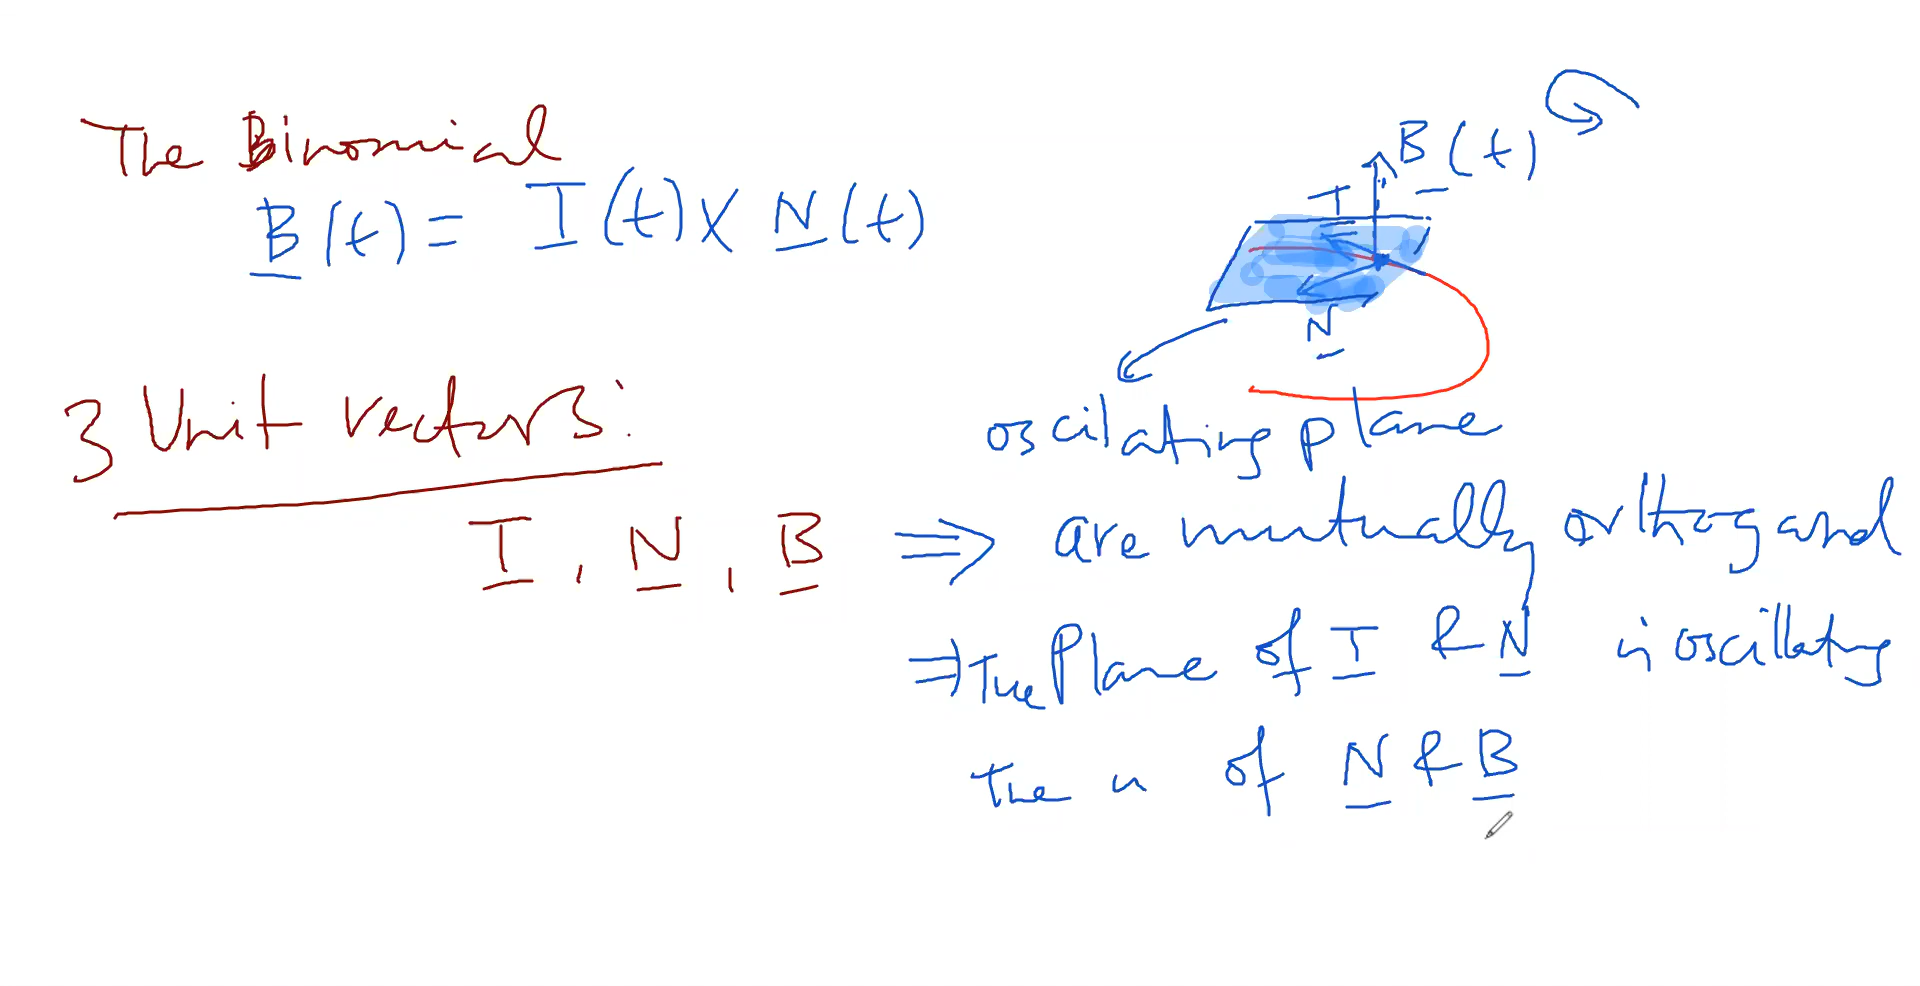 The Binomial
B(t) = T(t) X N(t)
B(t)
T
N
oscilating plane
3 Unit vectors:
T, N, B ⇒ are mutually orthogonal
⇒ The Plane of T & N is oscillating
the " of N & B